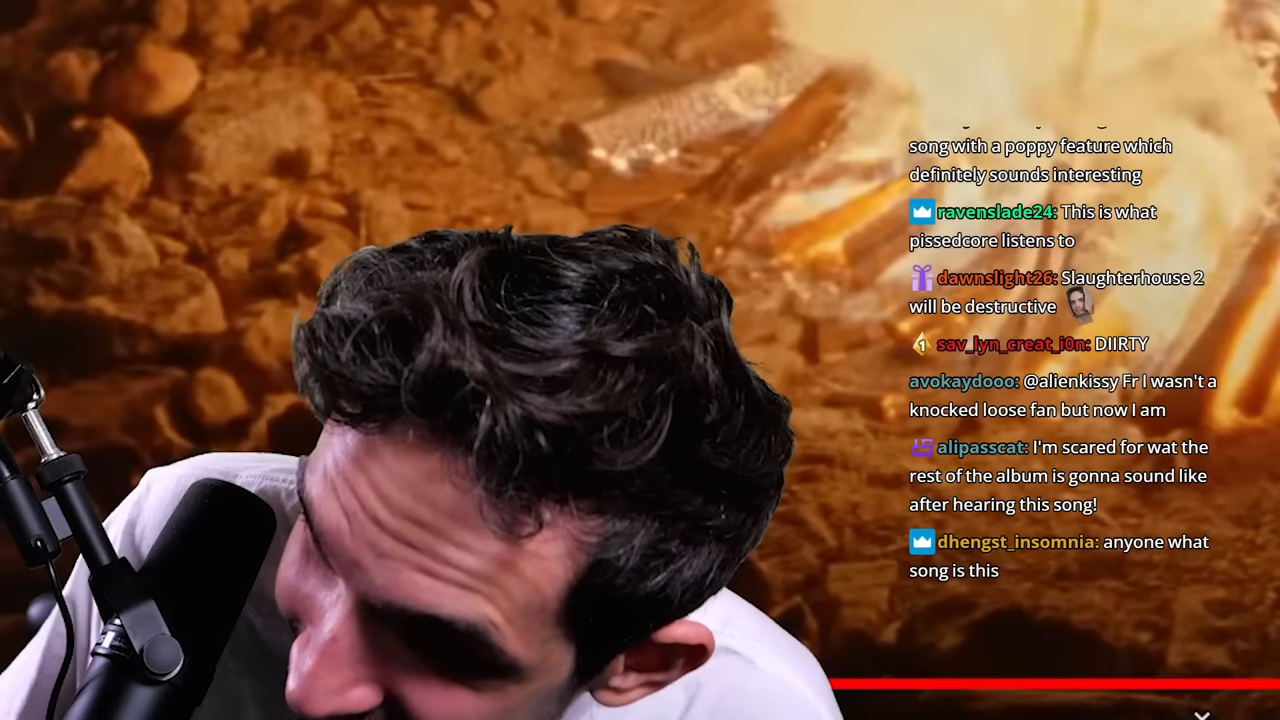 song with a poppy feature which
definitely sounds interesting
ravenslade24: This is what
pissedcore listens to
dawnslight26: Slaughterhouse 2
will be destructive
1 sav_lyn_creat_i0n: DIIRTY
avokaydooo: @alienkissy Fr I wasn't a
knocked loose fan but now I am
alipasscat: I'm scared for wat the
rest of the album is gonna sound like
after hearing this song!
dhengst_insomnia: anyone what
song is this